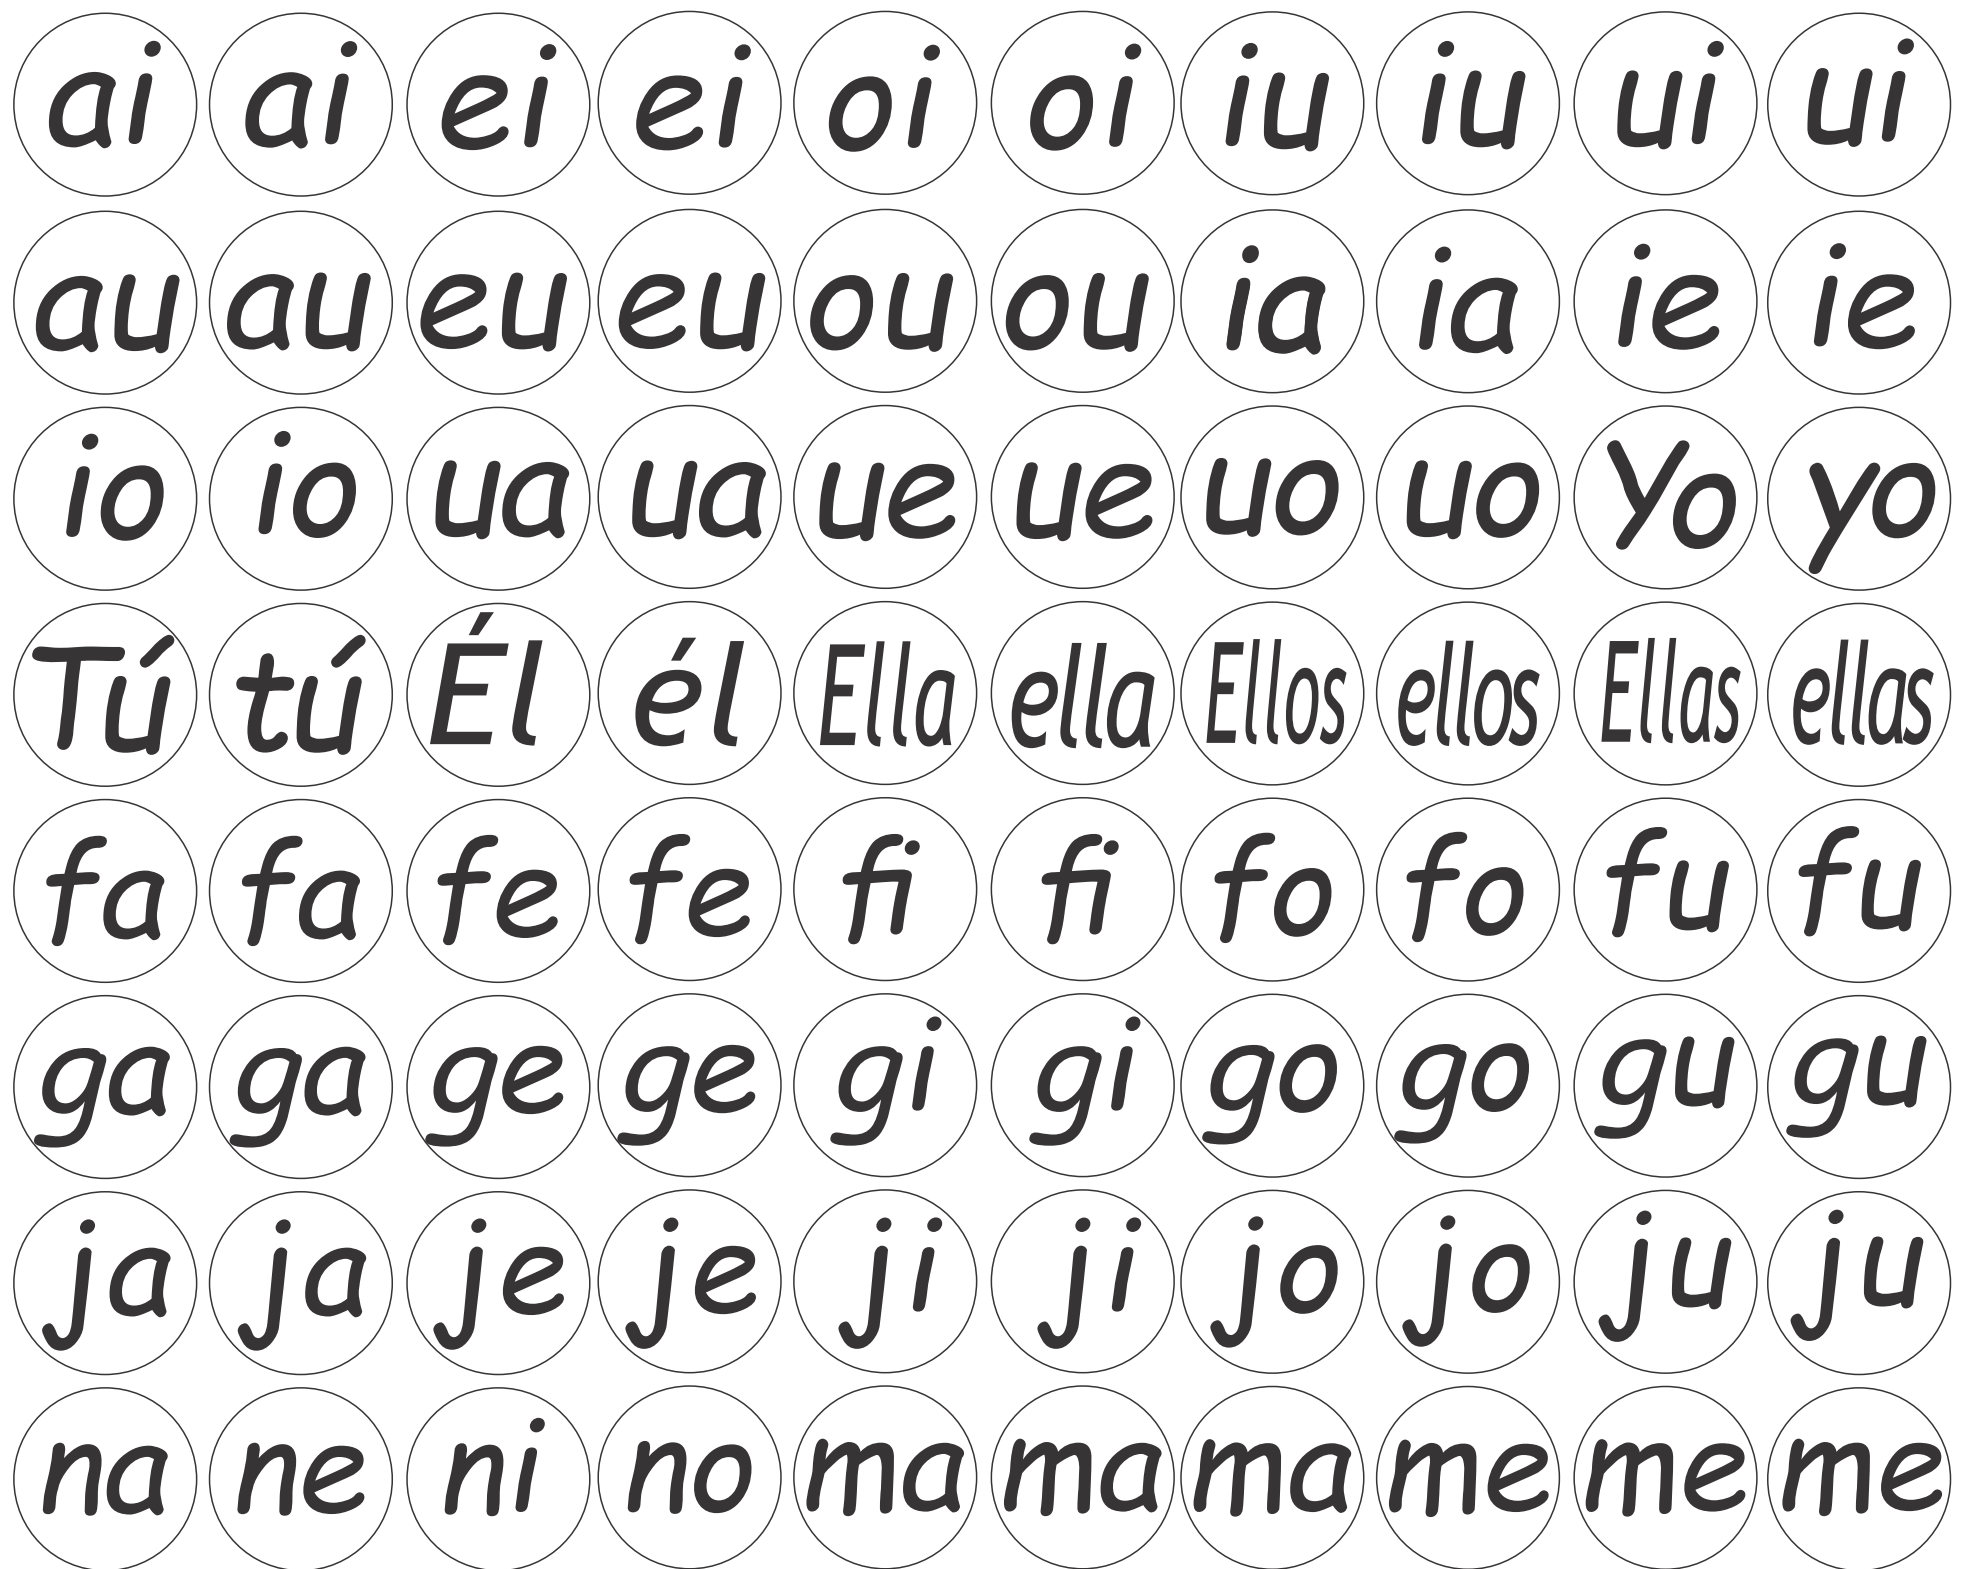 ai ai ei ei oi oi iu iu ui ui
au au eu eu ou ou ia ia ie ie
io io ua ua ue ue uo uo Yo yo
Tú tú Él él Ella ella Ellos ellos Ellas ellas
fa fa fe fe fi fi fo fo fu fu
ga ga ge ge gi gi go go gu gu
ja ja je je ji ji jo jo ju ju
na ne ni no ma ma ma me me me